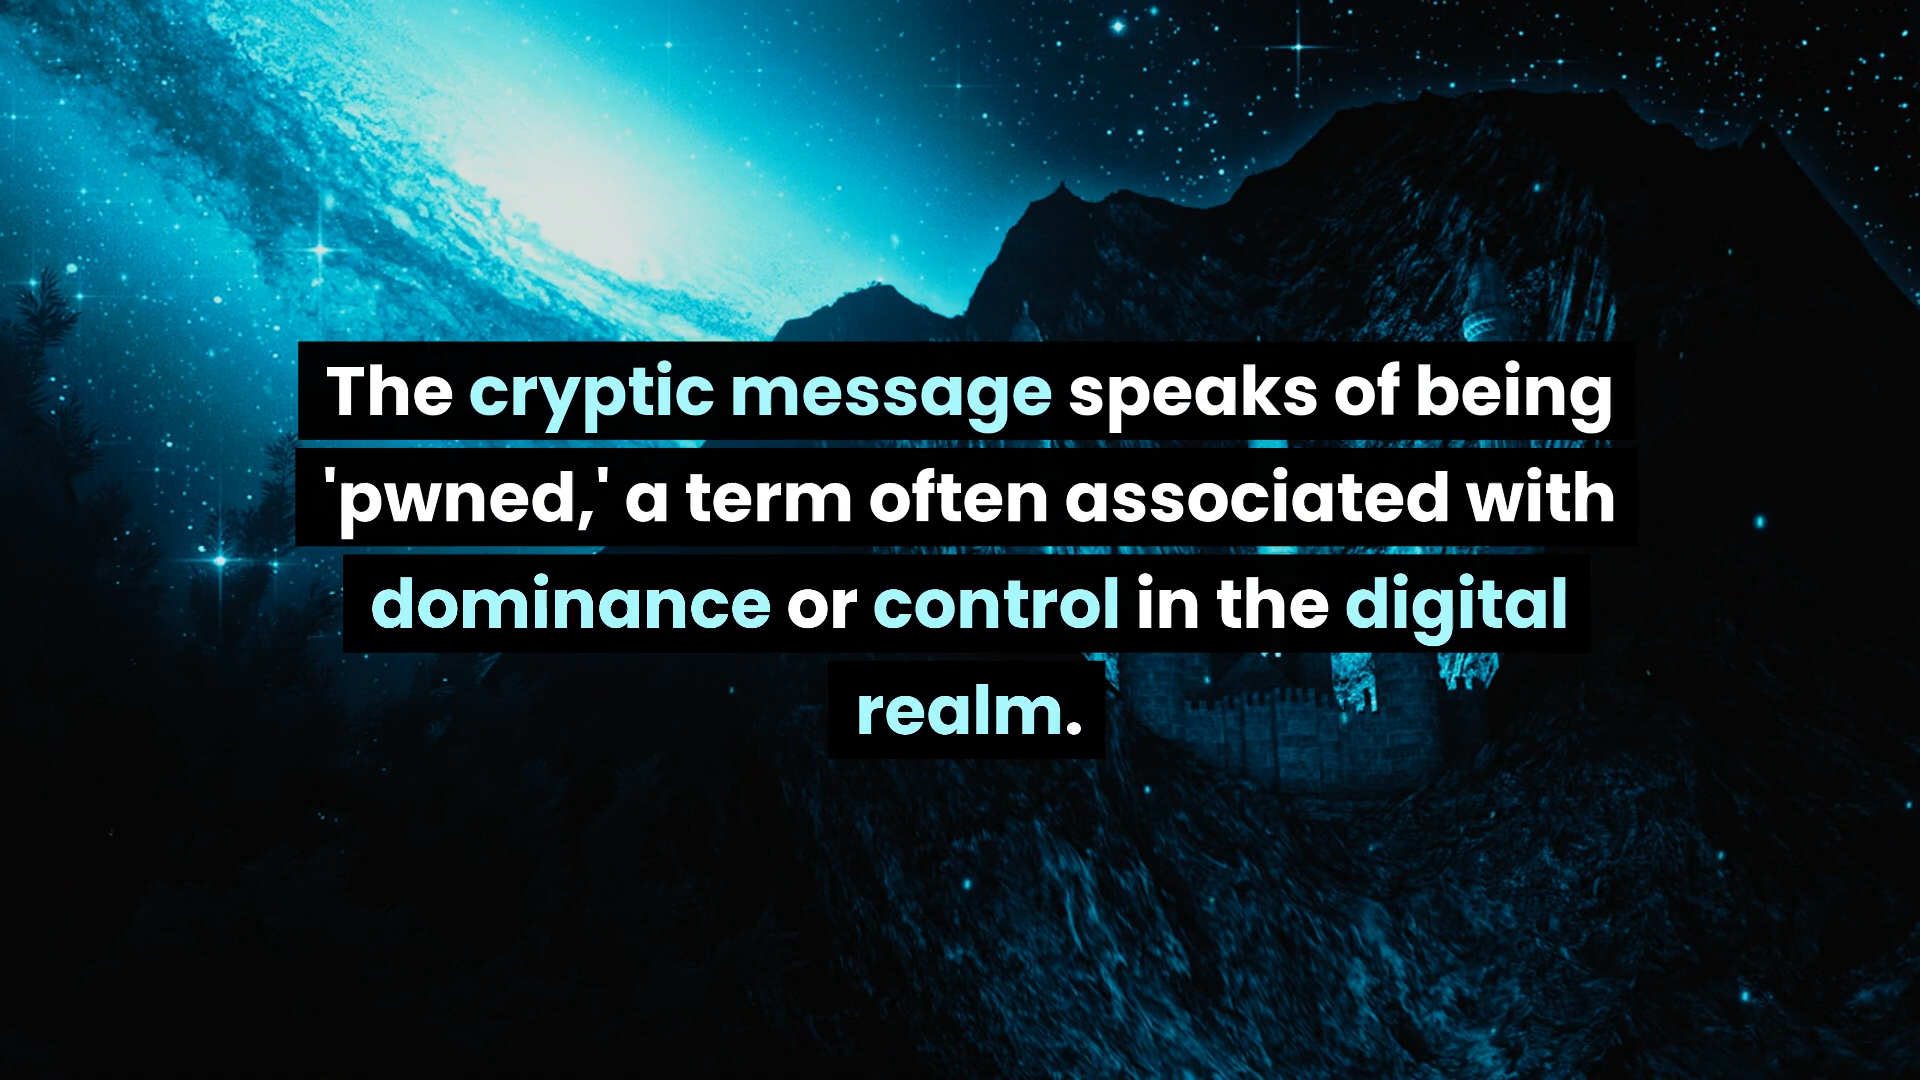 The cryptic message speaks of being
'pwned,' a term often associated with
dominance or control in the digital
realm.